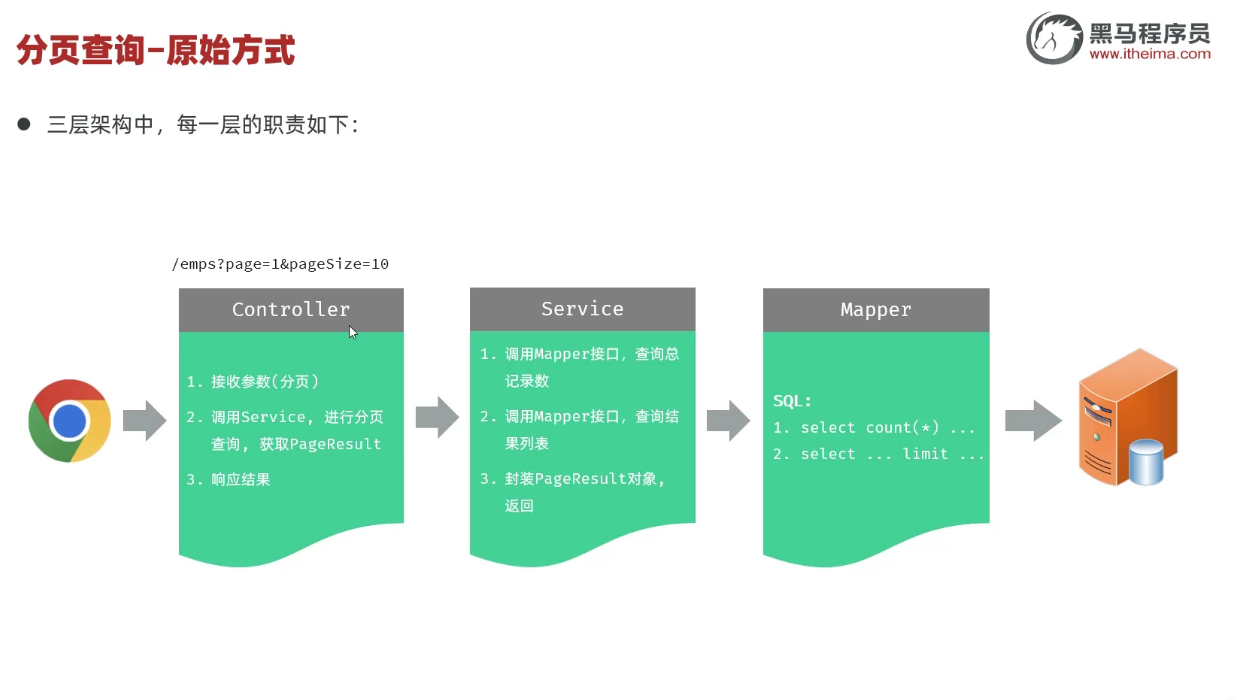 分页查询-原始方式
黑马程序员
www.itheima.com
● 三层架构中，每一层的职责如下：
/emps?page=1&pageSize=10
Controller
1. 接收参数(分页)
2. 调用Service, 进行分页
查询, 获取PageResult
3. 响应结果
Service
1. 调用Mapper接口，查询总
记录数
2. 调用Mapper接口，查询结
果列表
3. 封装PageResult对象,
返回
Mapper
SQL:
1. select count(*) ...
2. select ... limit ...